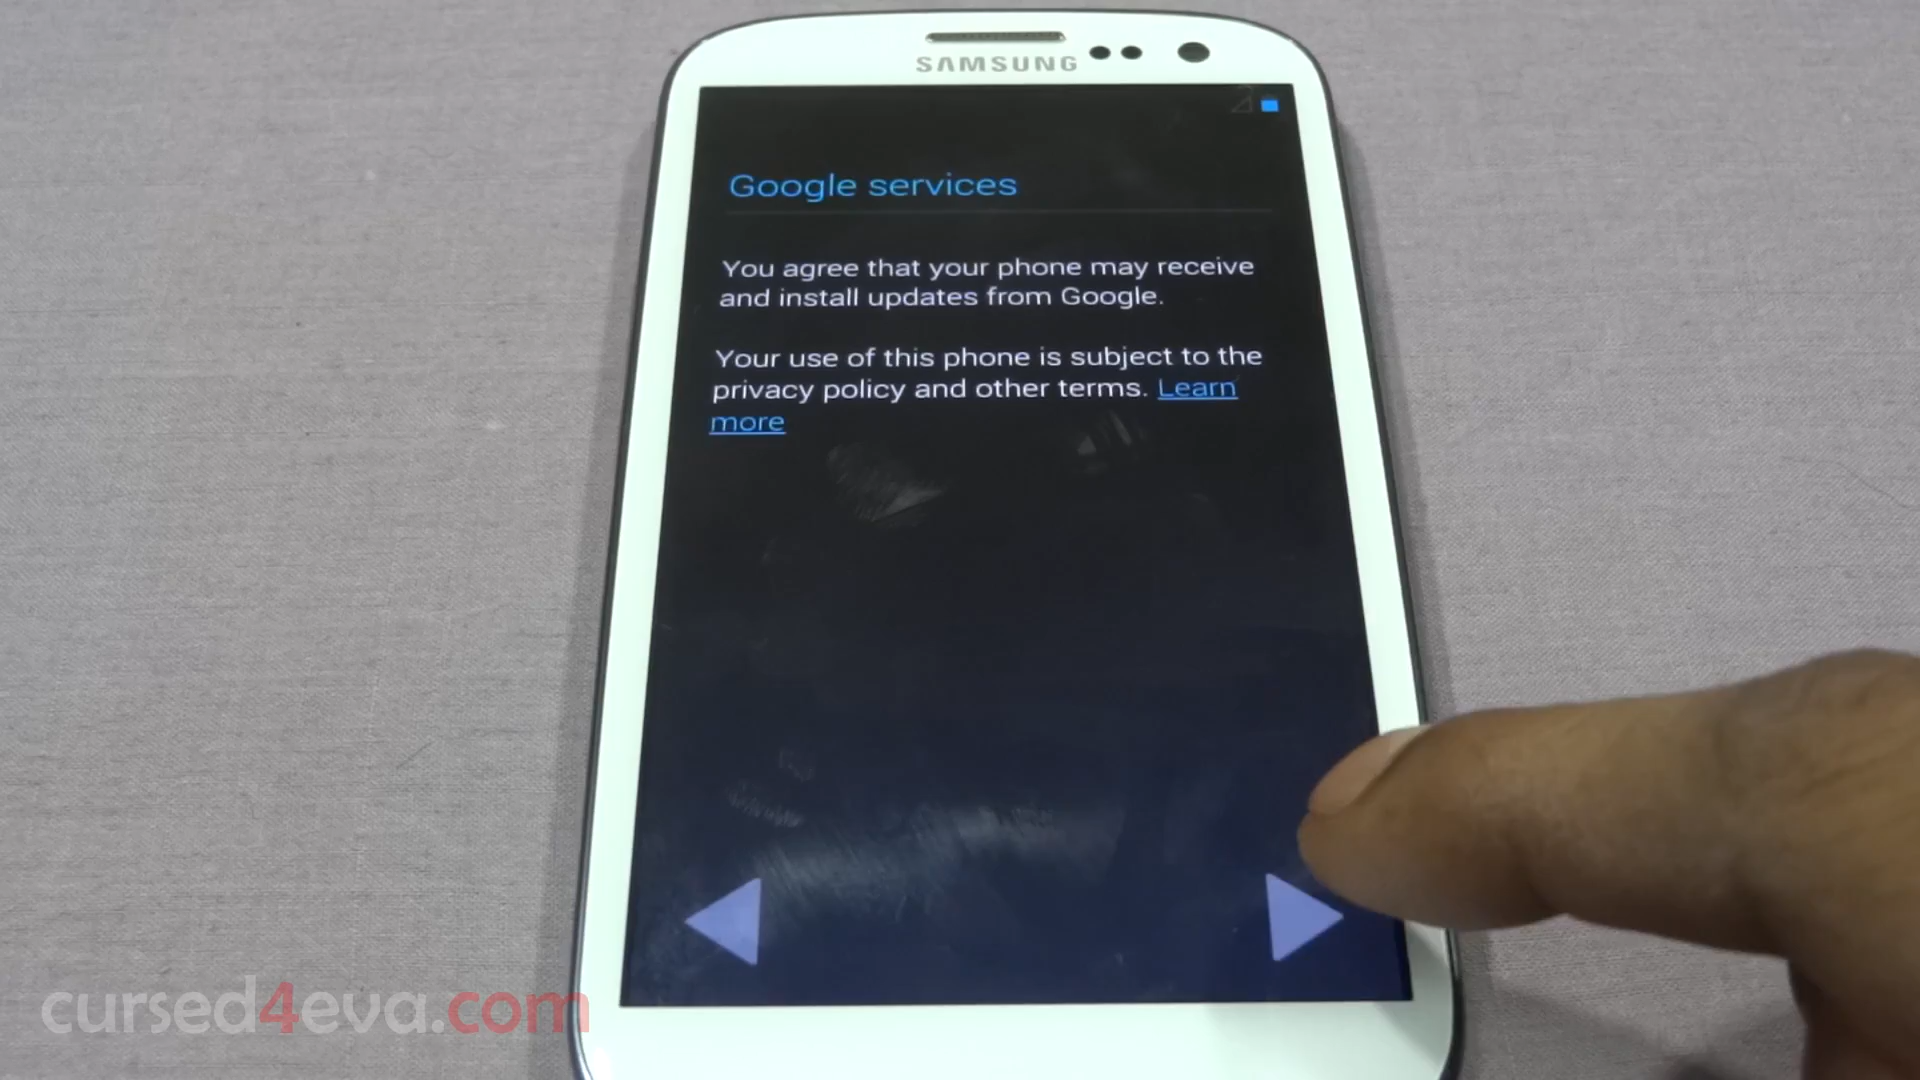 SAMSUNG
Google services
You agree that your phone may receive
and install updates from Google.
Your use of this phone is subject to the
privacy policy and other terms. Learn
more
cursed4eva.com